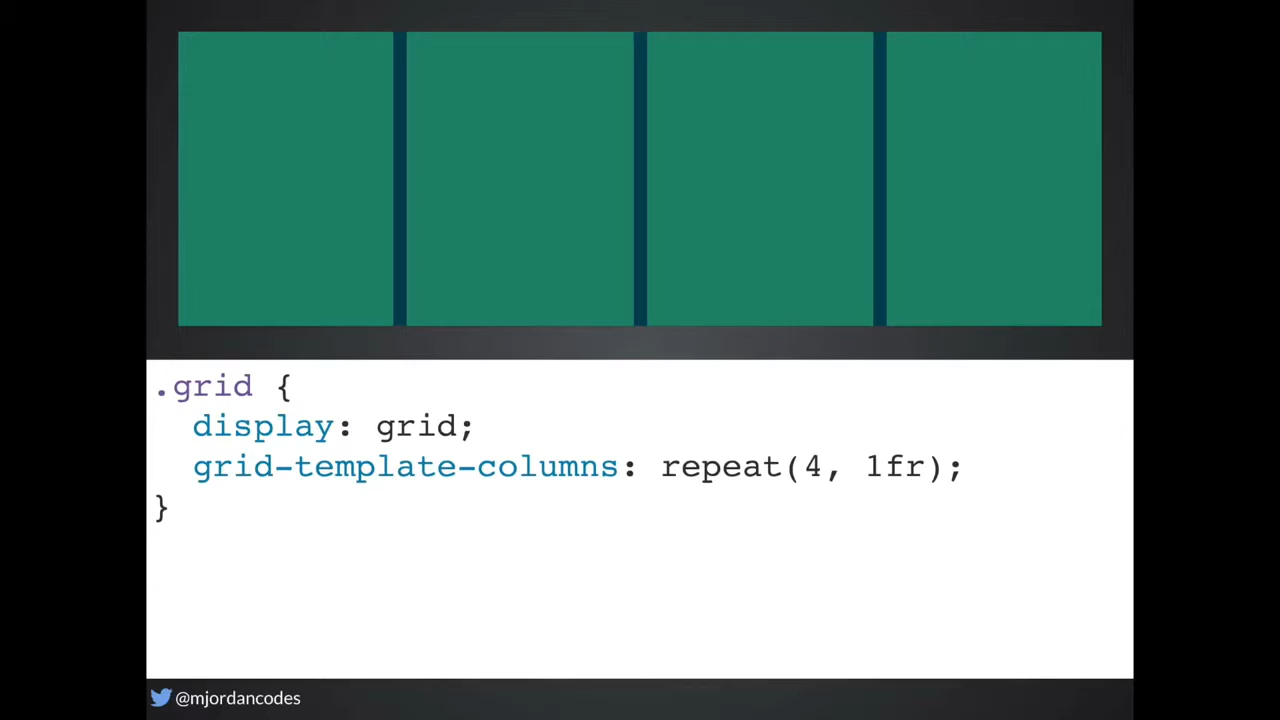 .grid {
  display: grid;
  grid-template-columns: repeat(4, 1fr);
}
@mjordancodes